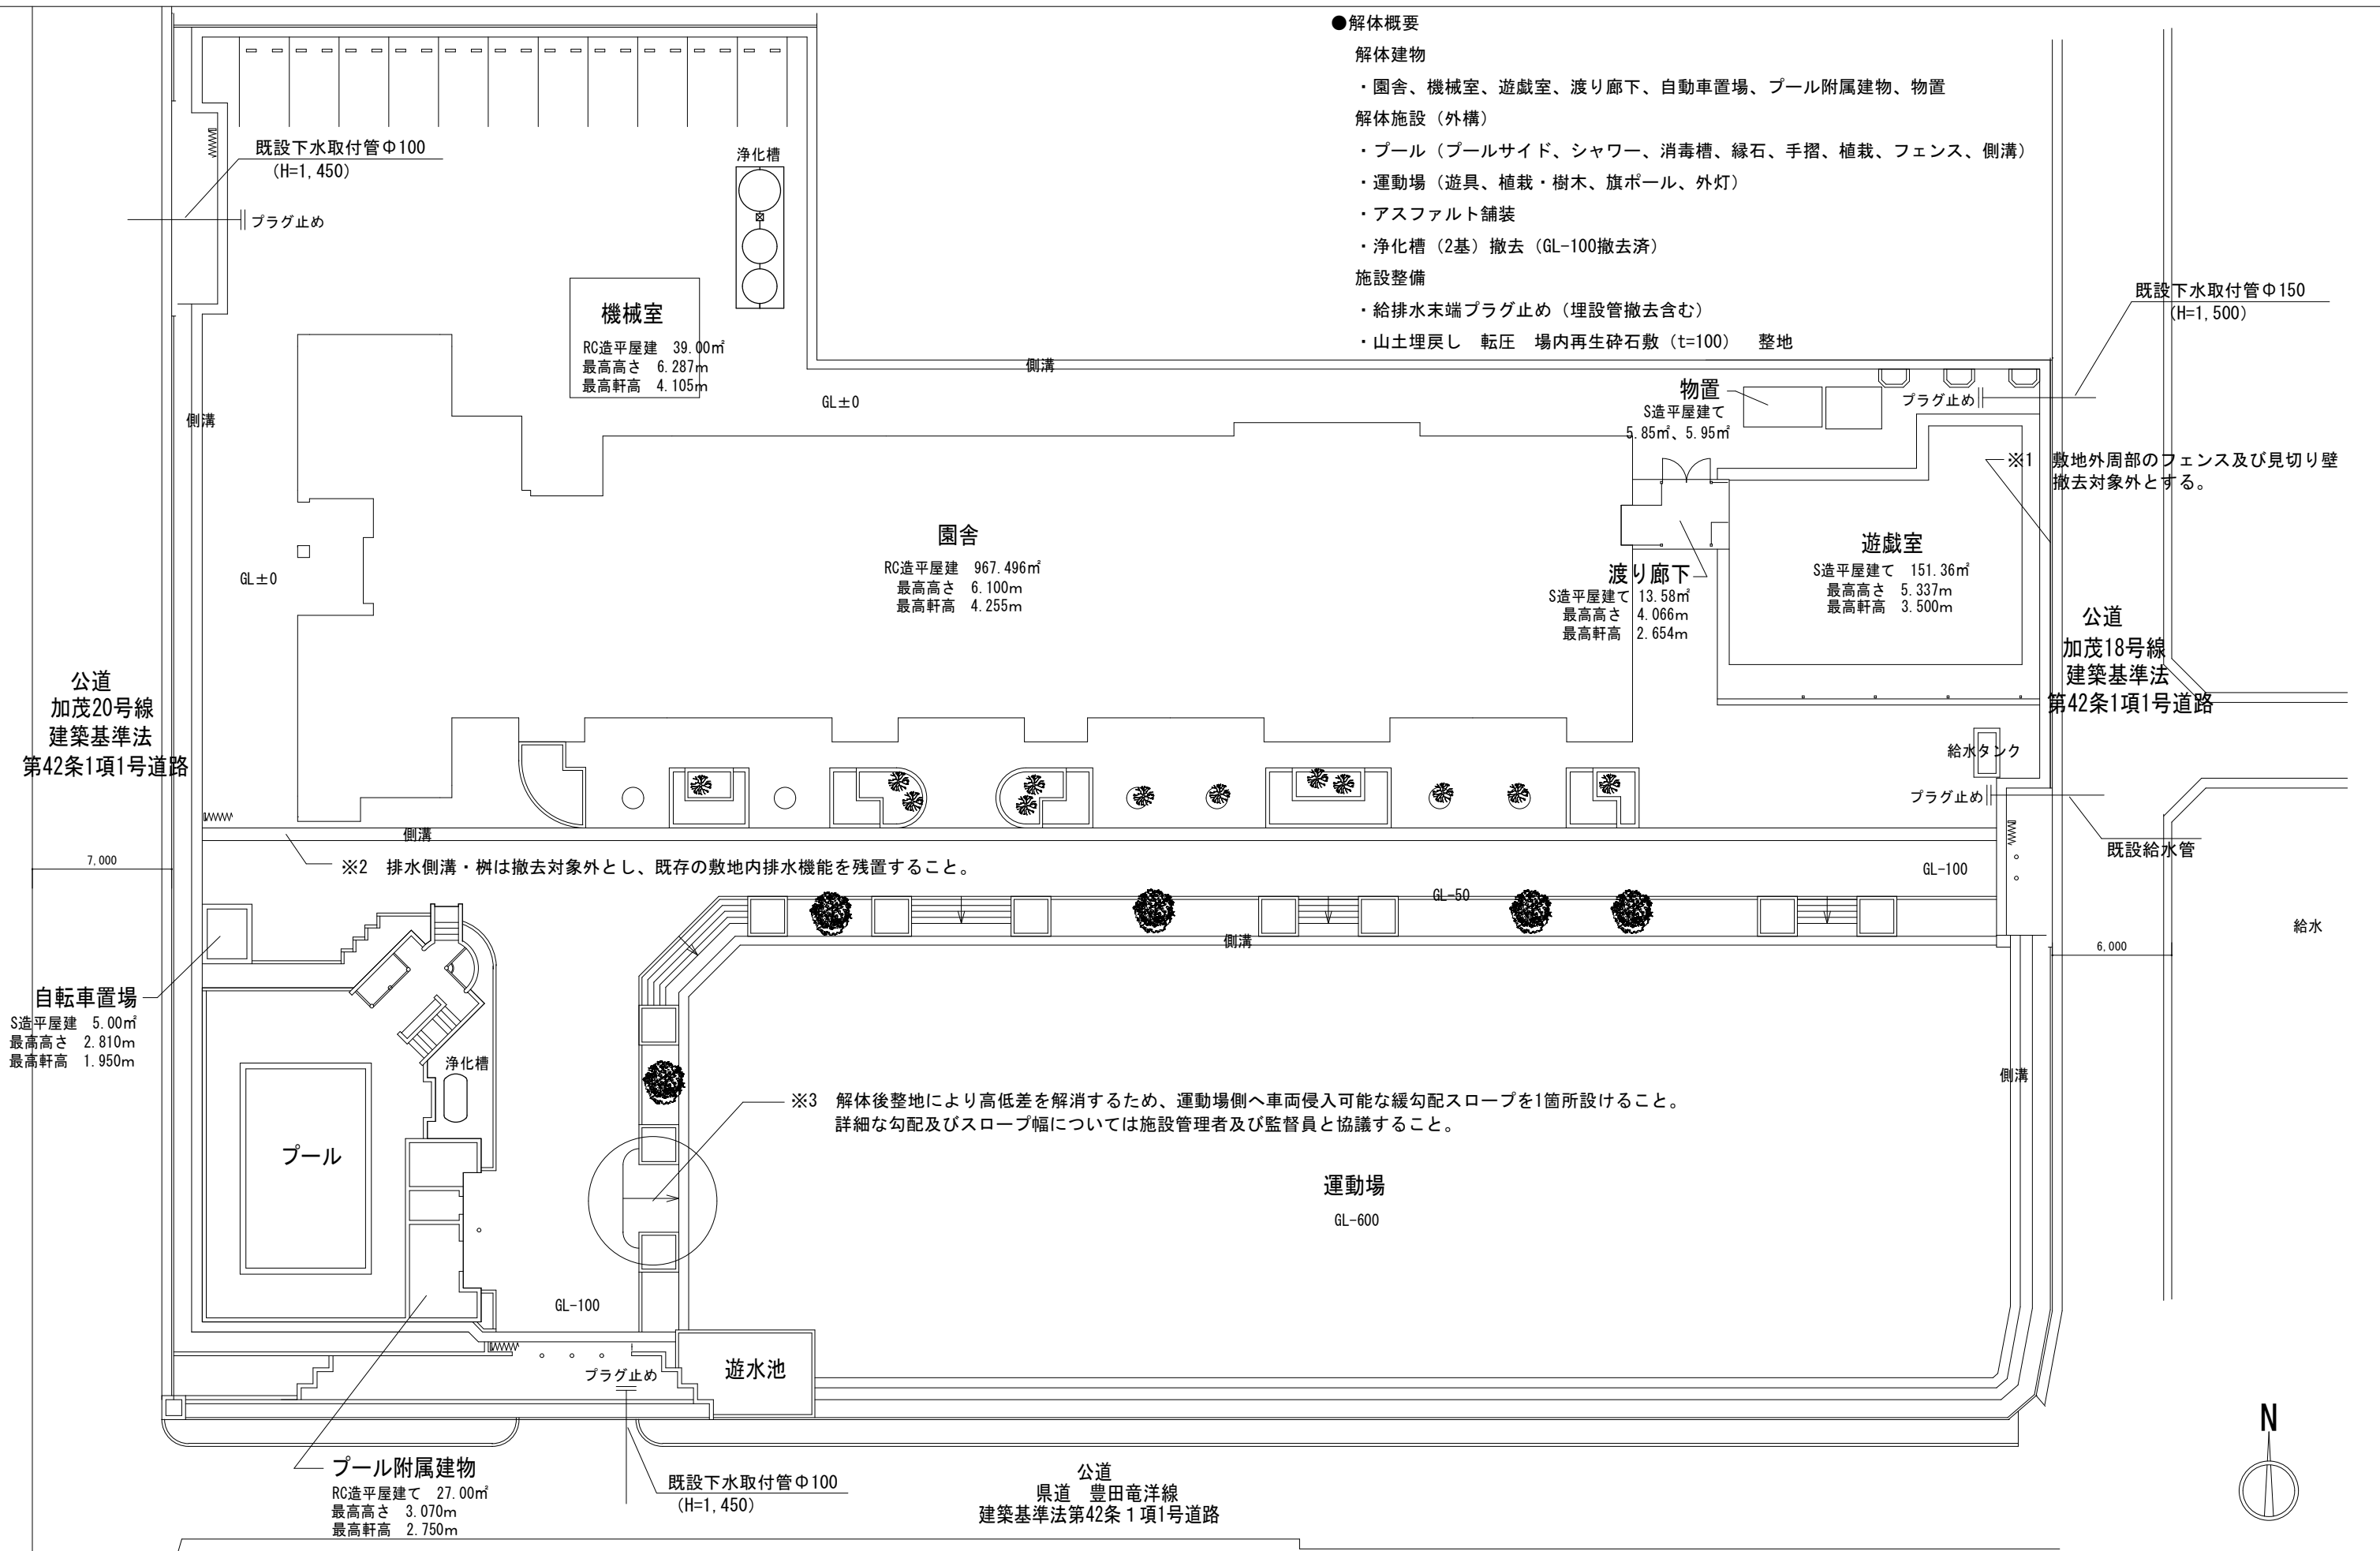 ●解体概要
解体建物
・園舎、機械室、遊戯室、渡り廊下、自動車置場、プール附属建物、物置
解体施設（外構）
・プール（プールサイド、シャワー、消毒槽、縁石、手摺、植栽、フェンス、側溝）
・運動場（遊具、植栽・樹木、旗ポール、外灯）
・アスファルト舗装
・浄化槽（2基）撤去（GL-100撤去済）
施設整備
・給排水末端プラグ止め（埋設管撤去含む）
・山土埋戻し　転圧　場内再生砕石敷（t=100）　整地
既設下水取付管Φ100
(H=1,450)
プラグ止め
浄化槽
機械室
RC造平屋建　39.00㎡
最高高さ　6.287m
最高軒高　4.105m
側溝
GL±0
側溝
GL±0
既設下水取付管Φ150
(H=1,500)
プラグ止め
物置
S造平屋建て
5.85㎡、5.95㎡
※1　敷地外周部のフェンス及び見切り壁
撤去対象外とする。
園舎
RC造平屋建　967.496㎡
最高高さ　6.100m
最高軒高　4.255m
渡り廊下
S造平屋建て 13.58㎡
最高高さ　4.066m
最高軒高　2.654m
遊戯室
S造平屋建て　151.36㎡
最高高さ　5.337m
最高軒高　3.500m
公道
加茂18号線
建築基準法
第42条1項1号道路
公道
加茂20号線
建築基準法
第42条1項1号道路
給水タンク
プラグ止め
既設給水管
側溝
7,000
※2　排水側溝・桝は撤去対象外とし、既存の敷地内排水機能を残置すること。
GL-100
GL-50
側溝
給水
6,000
自転車置場
S造平屋建　5.00㎡
最高高さ　2.810m
最高軒高　1.950m
浄化槽
側溝
※3　解体後整地により高低差を解消するため、運動場側へ車両侵入可能な緩勾配スロープを1箇所設けること。
詳細な勾配及びスロープ幅については施設管理者及び監督員と協議すること。
プール
運動場
GL-600
GL-100
遊水池
プラグ止め
プール附属建物
RC造平屋建て　27.00㎡
最高高さ　3.070m
最高軒高　2.750m
既設下水取付管Φ100
(H=1,450)
公道
県道　豊田竜洋線
建築基準法第42条１項1号道路
N